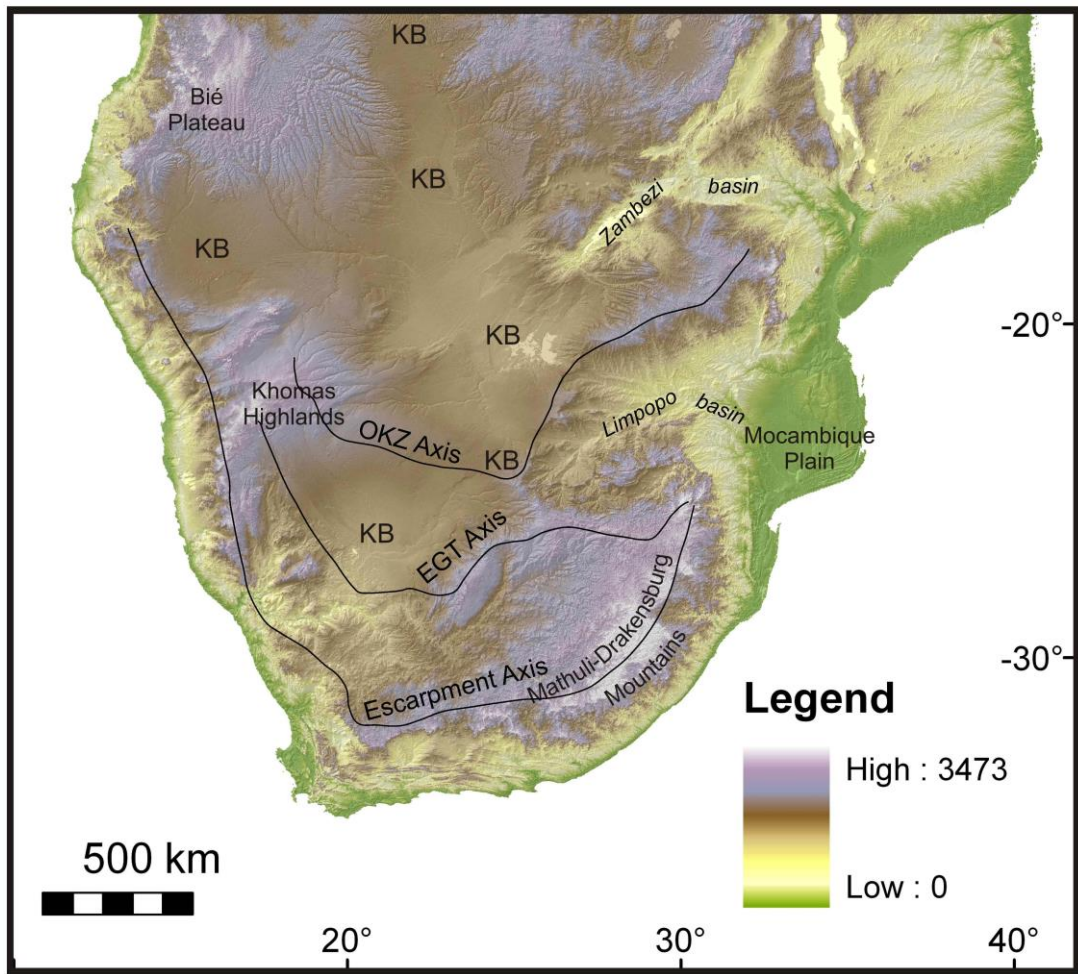 KB
Bié
Plateau
KB
Zambezi
basin
KB
-20°
KB
Khomas
Highlands
Limpopo
basin
OKZ Axis
KB
Mocambique
Plain
KB
EGT Axis
Escarpment Axis
Mathuli-Drakensburg
Mountains
-30°
Legend
High : 3473
Low : 0
500 km
20°
30°
40°